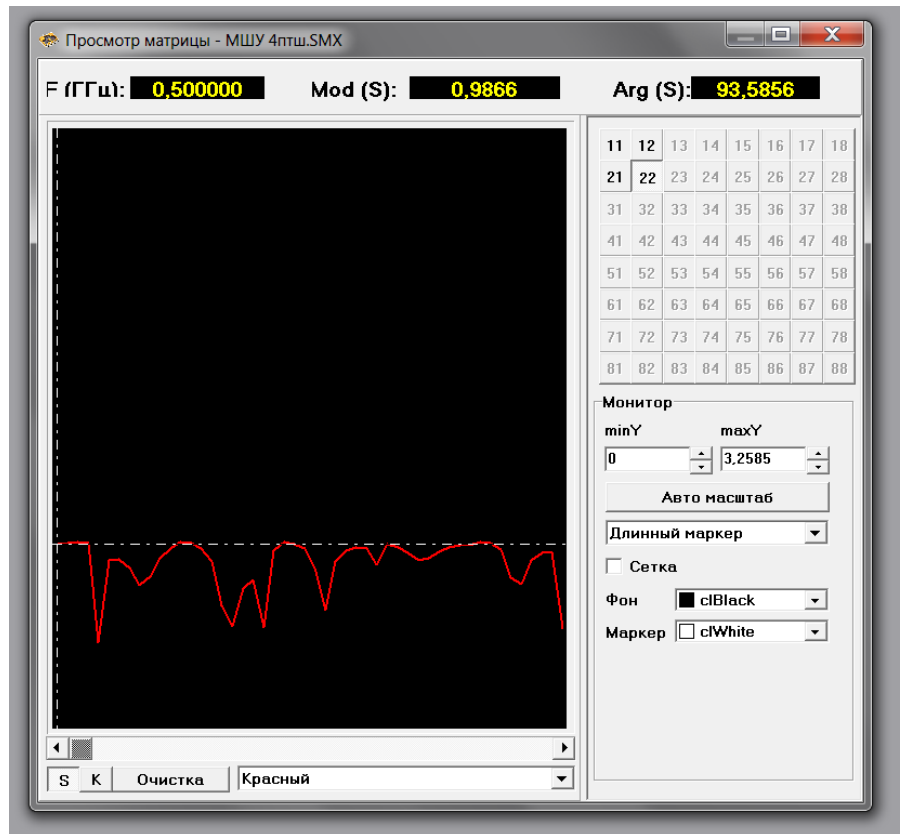 Просмотр матрицы - МШУ 4птш.SMX
F (ГГц): 0,500000 Mod (S): 0,9866 Arg (S): 93,5856
11 12 13 14 15 16 17 18
21 22 23 24 25 26 27 28
31 32 33 34 35 36 37 38
41 42 43 44 45 46 47 48
51 52 53 54 55 56 57 58
61 62 63 64 65 66 67 68
71 72 73 74 75 76 77 78
81 82 83 84 85 86 87 88
Монитор
minY maxY
0 3,2585
Авто масштаб
Длинный маркер
Сетка
Фон clBlack
Маркер clWhite
S K Очистка Красный